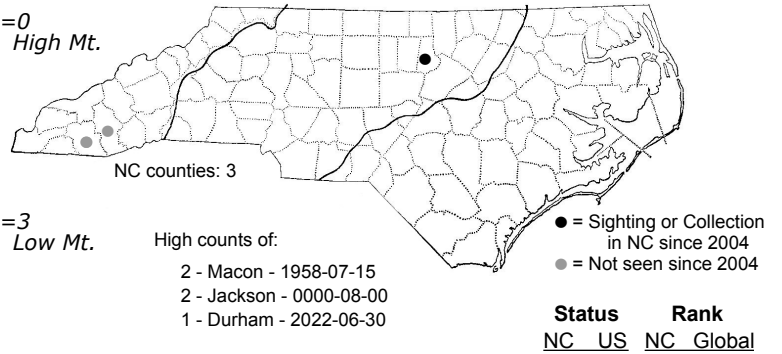 =0
High Mt.
NC counties: 3
=3
Low Mt.
High counts of:
2 - Macon - 1958-07-15
2 - Jackson - 0000-08-00
1 - Durham - 2022-06-30
● = Sighting or Collection
in NC since 2004
● = Not seen since 2004
Status Rank
NC US NC Global